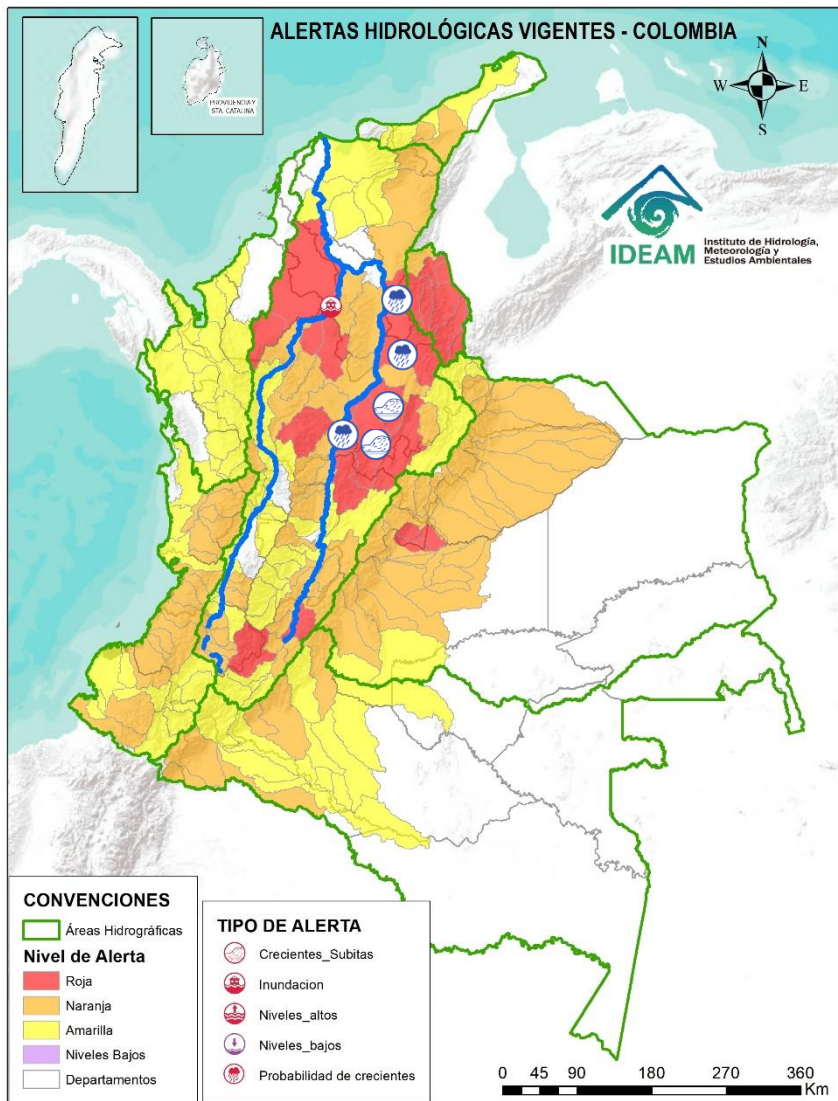 ALERTAS HIDROLÓGICAS VIGENTES - COLOMBIA
PROVIDENCIA Y
STA. CATALINA
N
W
E
S
IDEAM
Instituto de Hidrología,
Meteorología y
Estudios Ambientales
CONVENCIONES
Áreas Hidrográficas
Nivel de Alerta
Roja
Naranja
Amarilla
Niveles Bajos
Departamentos
TIPO DE ALERTA
Crecientes_Subitas
Inundacion
Niveles_altos
Niveles_bajos
Probabilidad de crecientes
0 45 90 180 270 360
Km